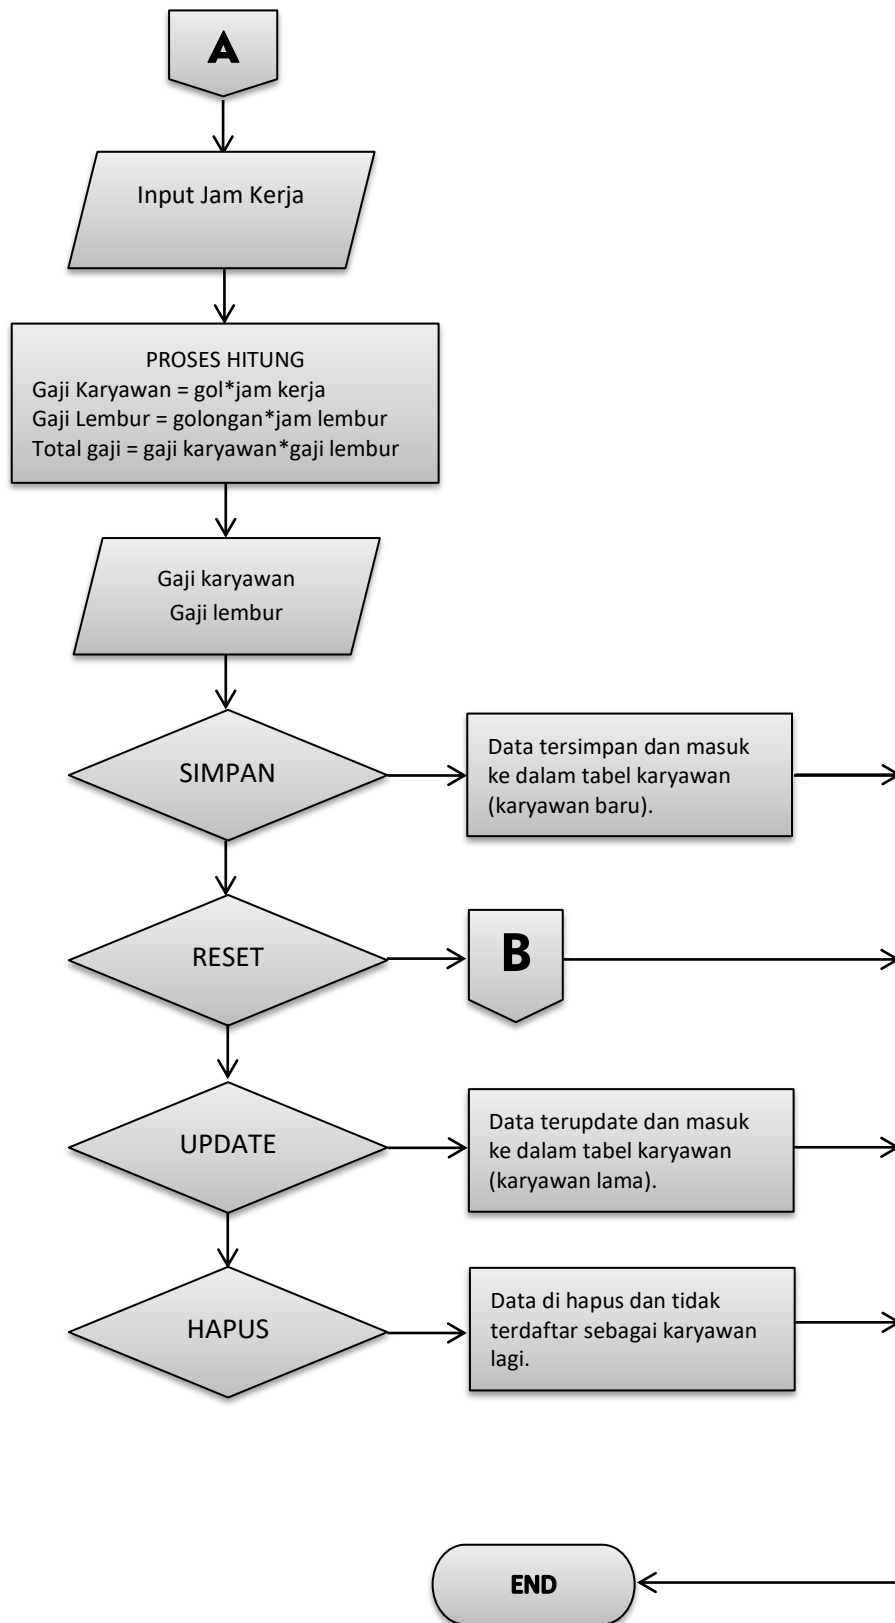 A
Input Jam Kerja
PROSES HITUNG
Gaji Karyawan = gol*jam kerja
Gaji Lembur = golongan*jam lembur
Total gaji = gaji karyawan*gaji lembur
Gaji karyawan
Gaji lembur
SIMPAN
Data tersimpan dan masuk
ke dalam tabel karyawan
(karyawan baru).
RESET
B
UPDATE
Data terupdate dan masuk
ke dalam tabel karyawan
(karyawan lama).
HAPUS
Data di hapus dan tidak
terdaftar sebagai karyawan
lagi.
END